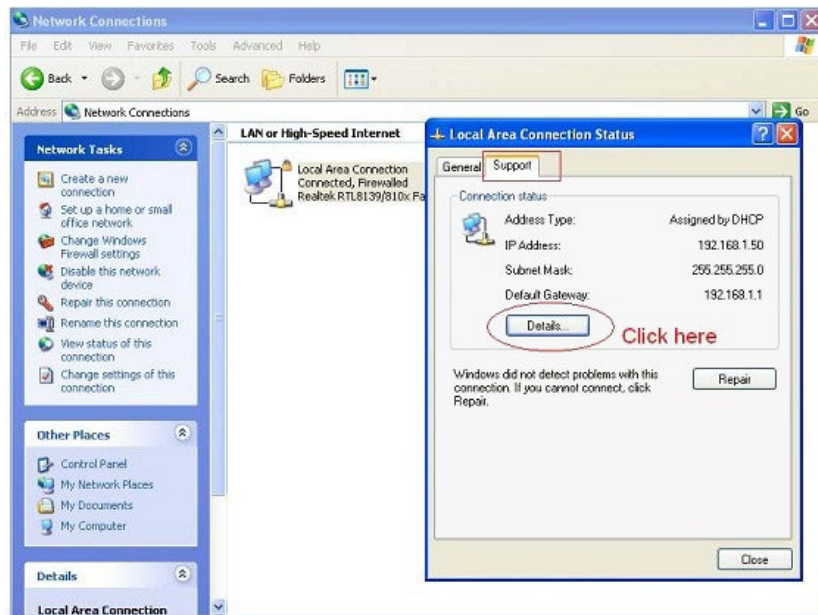 Network Connections
File Edit View Favorites Tools Advanced Help
Back Search Folders
Address Network Connections Go
Network Tasks
Create a new
connection
Set up a home or small
office network
Change Windows
Firewall settings
Disable this network
device
Repair this connection
Rename this connection
View status of this
connection
Change settings of this
connection
Other Places
Control Panel
My Network Places
My Documents
My Computer
Details
Local Area Connection
LAN or High-Speed Internet
Local Area Connection
Connected, Firewalled
Realtek RTL8139/810x Fa
Local Area Connection Status
General Support
Connection status
Address Type: Assigned by DHCP
IP Address: 192.168.1.50
Subnet Mask: 255.255.255.0
Default Gateway: 192.168.1.1
Details... Click here
Windows did not detect problems with this
connection. If you cannot connect, click
Repair.
Repair
Close